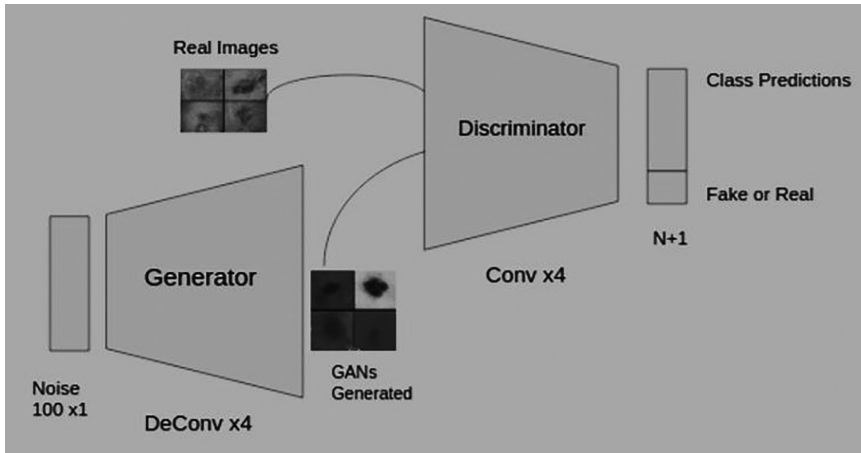 Real Images
Discriminator
Class Predictions
Fake or Real
N+1
Conv x4
Generator
GANs
Generated
Noise
100 x1
DeConv x4